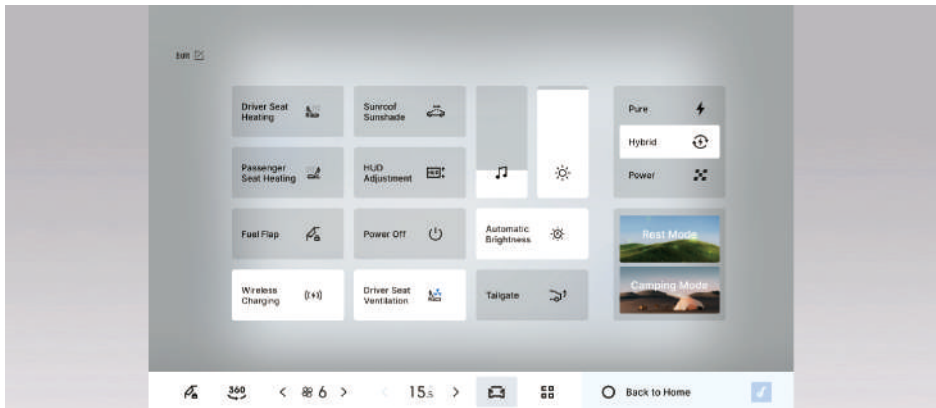 Edit
Driver Seat
Heating
Sunroof
Sunshade
Pure
Hybrid
Passenger
Seat Heating
HUD
Adjustment
HUD
Power
Fuel Flap
Power Off
Automatic
Brightness
Rest Mode
Wireless
Charging
Driver Seat
Ventilation
Tailgate
Camping Mode
360
6
15.5
Back to Home